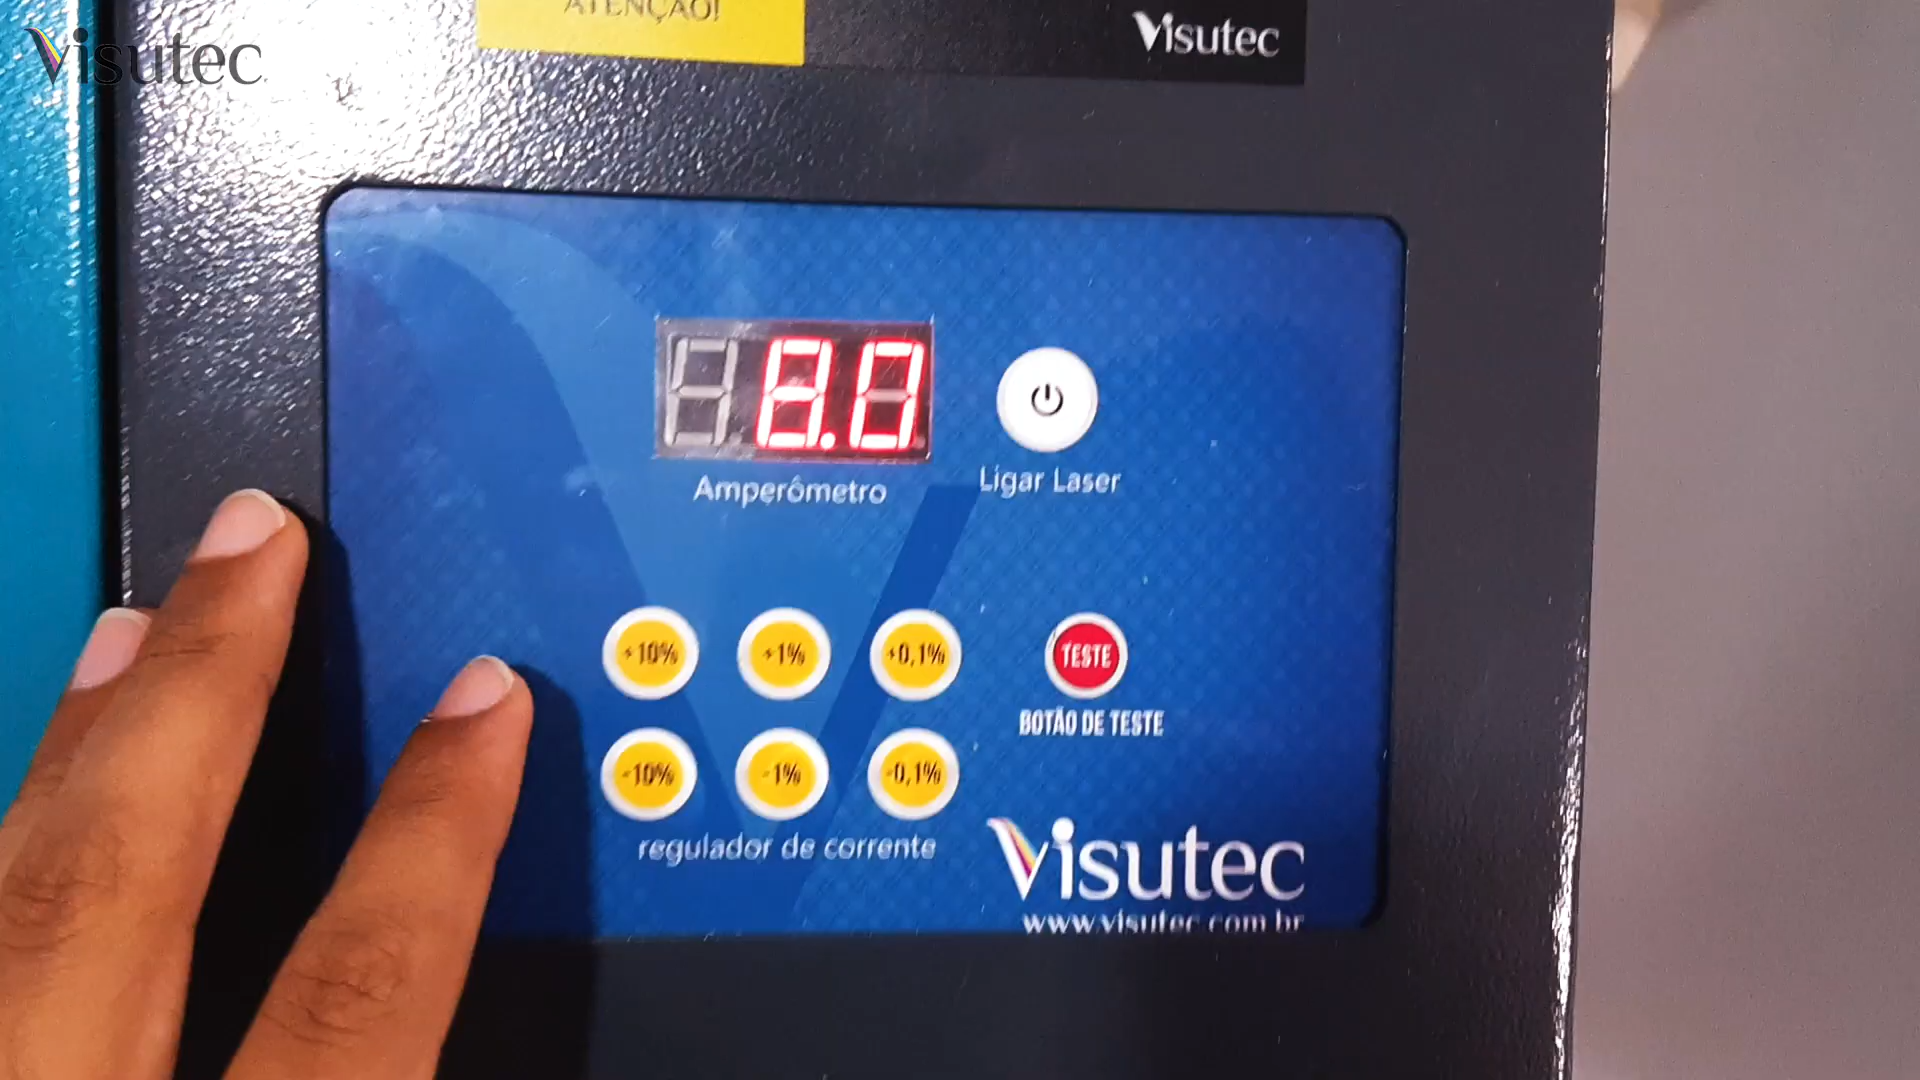 ATENÇÃO!
Visutec
Visutec
Amperômetro
Ligar Laser
+10%
+1%
+0,1%
TESTE
BOTÃO DE TESTE
-10%
-1%
-0,1%
regulador de corrente
Visutec
www.visutec.com.br